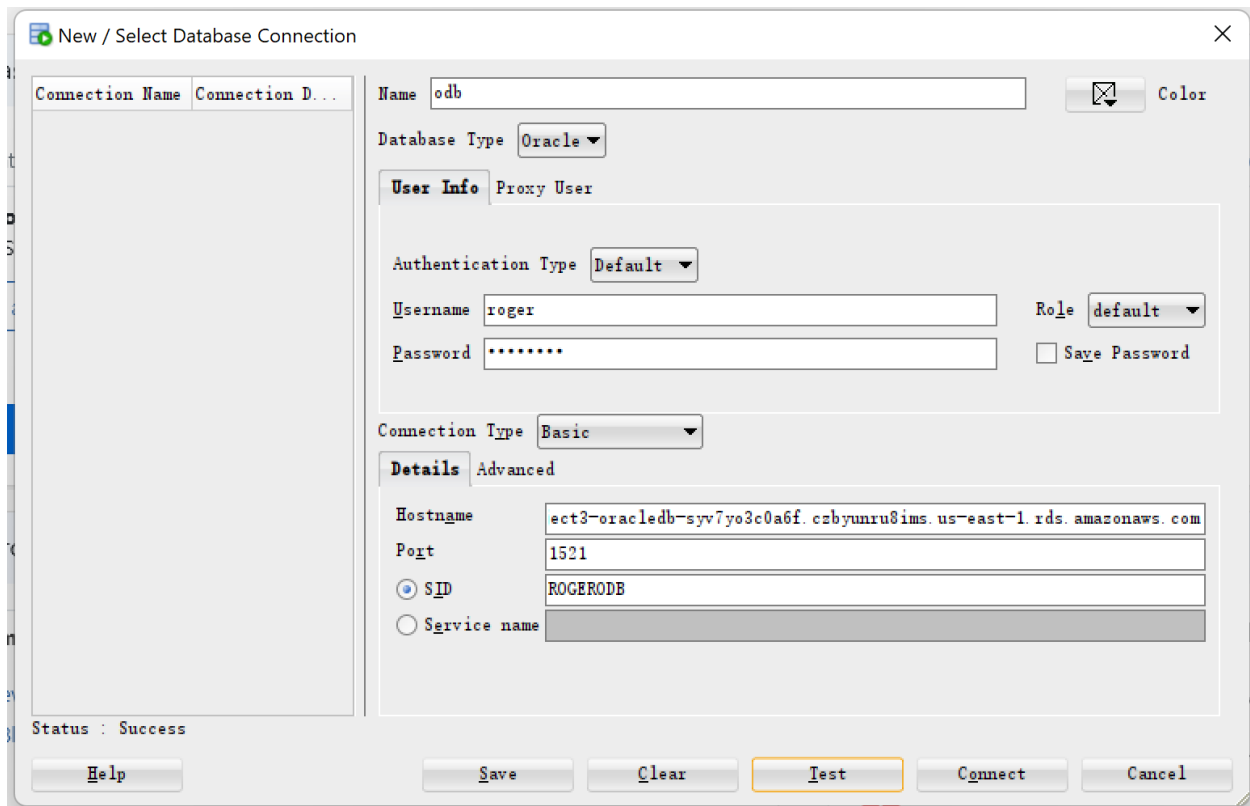 New / Select Database Connection
Connection Name Connection D...
Name odb Color
Database Type Oracle
User Info Proxy User
Authentication Type Default
Username roger Role default
Password •••••••• Save Password
Connection Type Basic
Details Advanced
Hostname ect3-oracledb-syv7yo3c0a6f.czbyunru8ims.us-east-1.rds.amazonaws.com
Port 1521
SID ROGERODB
Service name
Status : Success
Help Save Clear Test Connect Cancel